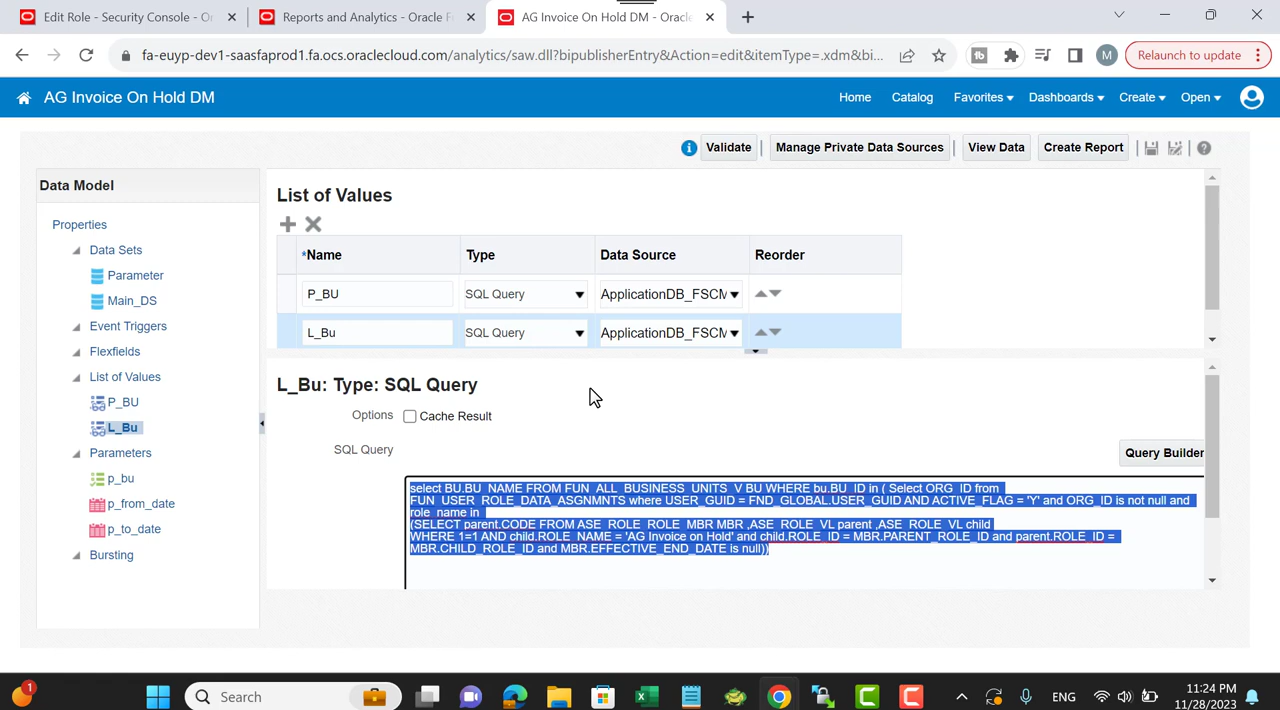 Edit Role - Security Console - Or
Reports and Analytics - Oracle F
AG Invoice On Hold DM - Oracle
fa-euyp-dev1-saasfaprod1.fa.ocs.oraclecloud.com/analytics/saw.dll?bipublisherEntry&Action=edit&itemType=.xdm&bi...
M
Relaunch to update
AG Invoice On Hold DM
Home
Catalog
Favorites
Dashboards
Create
Open
Validate
Manage Private Data Sources
View Data
Create Report
Data Model
Properties
Data Sets
Parameter
Main_DS
Event Triggers
Flexfields
List of Values
P_BU
L_Bu
Parameters
p_bu
p_from_date
p_to_date
Bursting
List of Values
*Name
Type
Data Source
Reorder
P_BU
SQL Query
ApplicationDB_FSCM
L_Bu
SQL Query
ApplicationDB_FSCM
L_Bu: Type: SQL Query
Options
Cache Result
SQL Query
Query Builder
select BU.BU_NAME FROM FUN_ALL_BUSINESS_UNITS_V BU WHERE bu.BU_ID in ( Select ORG_ID from
FUN_USER_ROLE_DATA_ASGNMNTS where USER_GUID = FND_GLOBAL.USER_GUID AND ACTIVE_FLAG = 'Y' and ORG_ID is not null and
role_name in
(SELECT parent.CODE FROM ASE_ROLE_ROLE_MBR MBR ,ASE_ROLE_VL parent ,ASE_ROLE_VL child
WHERE 1=1 AND child.ROLE_NAME = 'AG Invoice on Hold' and child.ROLE_ID = MBR.PARENT_ROLE_ID and parent.ROLE_ID =
MBR.CHILD_ROLE_ID and MBR.EFFECTIVE_END_DATE is null))
1
Search
ENG
11:24 PM
11/28/2023